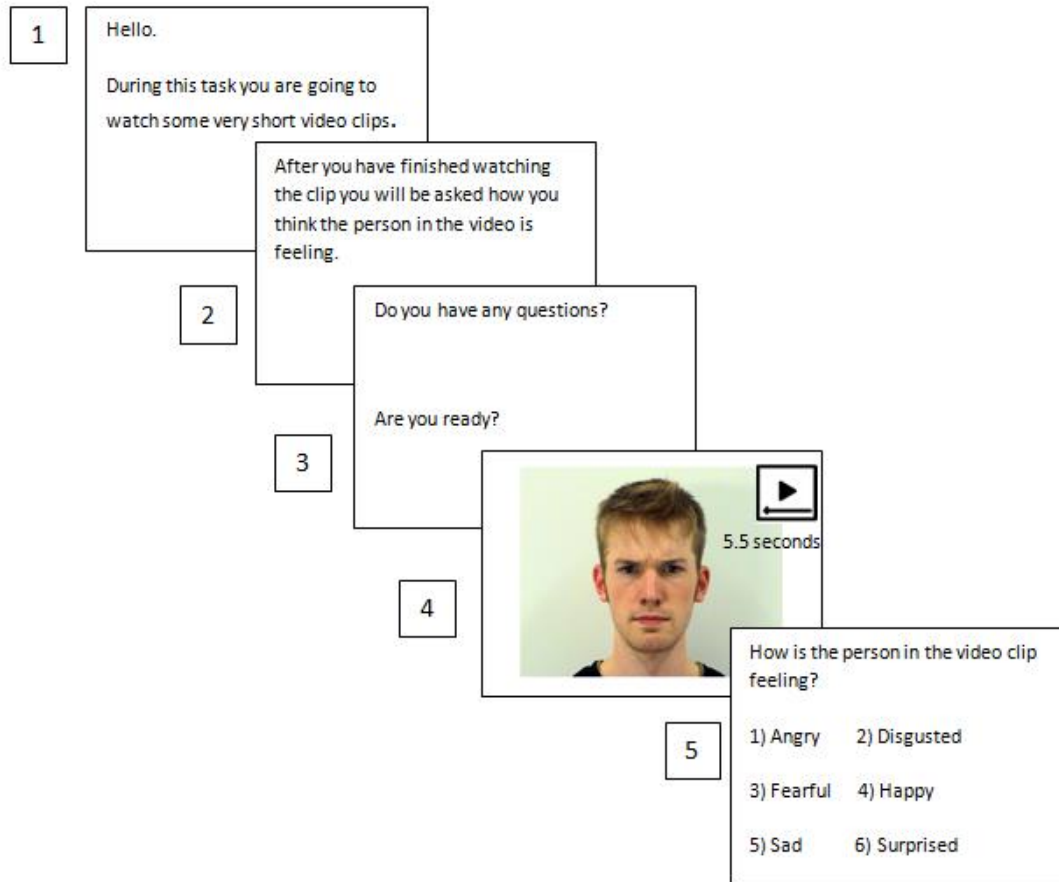 1
Hello.
During this task you are going to
watch some very short video clips.
After you have finished watching
the clip you will be asked how you
think the person in the video is
feeling.
2
Do you have any questions?
Are you ready?
3
5.5 seconds
4
How is the person in the video clip
feeling?
1) Angry 2) Disgusted
5
3) Fearful 4) Happy
5) Sad 6) Surprised